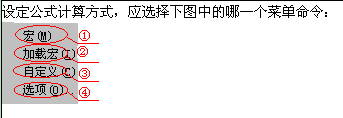 设定公式计算方式，应选择下图中的哪一个菜单命令：
宏(M) ①
加载宏(I) ②
自定义(C) ③
选项(O) ④